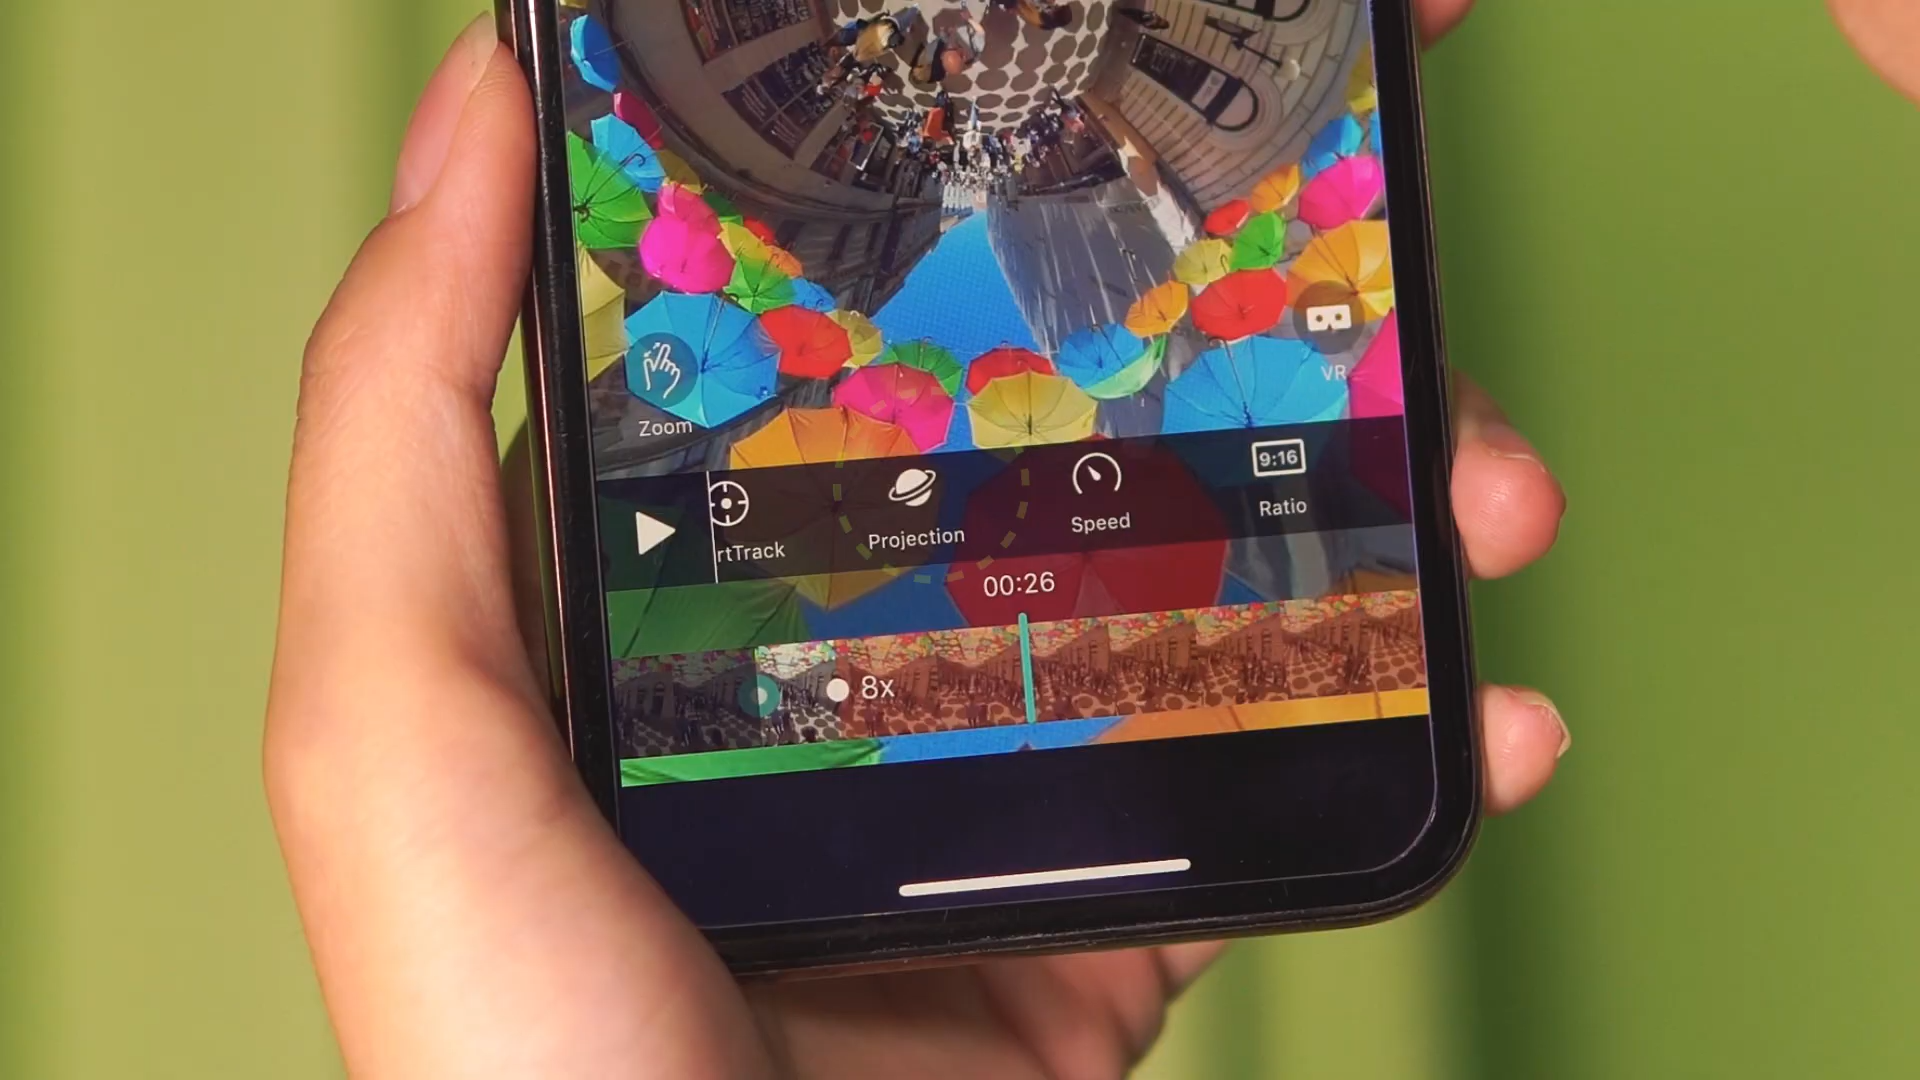 VR
Zoom
9:16
rtTrack
Projection
Speed
Ratio
00:26
8x